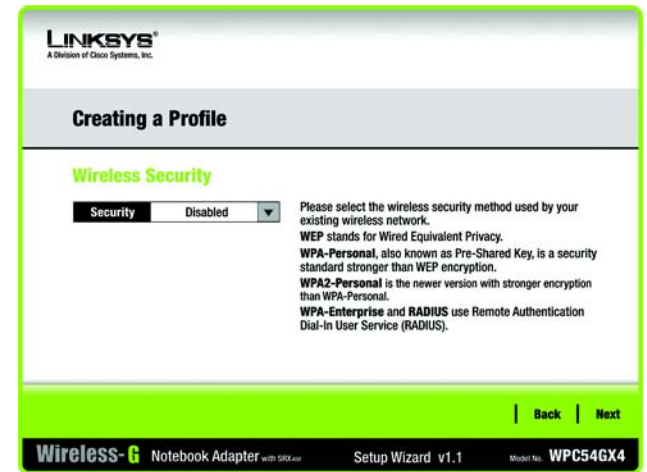 LINKSYS®
A Division of Cisco Systems, Inc.
Creating a Profile
Wireless Security
Security Disabled
Please select the wireless security method used by your
existing wireless network.
WEP stands for Wired Equivalent Privacy.
WPA-Personal, also known as Pre-Shared Key, is a security
standard stronger than WEP encryption.
WPA2-Personal is the newer version with stronger encryption
than WPA-Personal.
WPA-Enterprise and RADIUS use Remote Authentication
Dial-In User Service (RADIUS).
Back Next
Wireless-G Notebook Adapter with SRX400 Setup Wizard v1.1 Model No. WPC54GX4